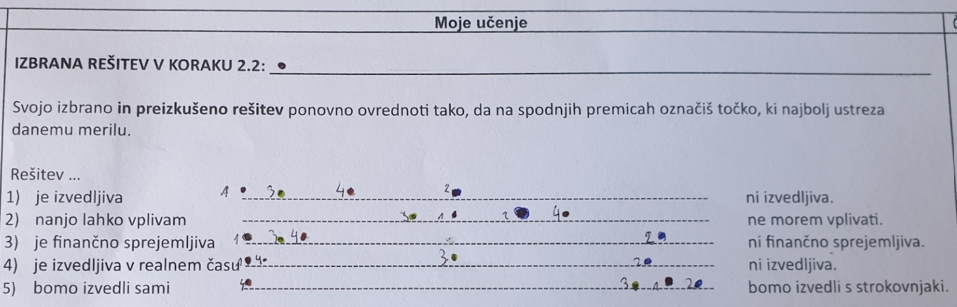 Moje učenje
IZBRANA REŠITEV V KORAKU 2.2:
Svojo izbrano in preizkušeno rešitev ponovno ovrednoti tako, da na spodnjih premicah označiš točko, ki najbolj ustreza
danemu merilu.
Rešitev ...
1) je izvedljiva 1 3 4 2 ni izvedljiva.
2) nanjo lahko vplivam 3 1 2 4 ne morem vplivati.
3) je finančno sprejemljiva 1 3 4 2 ni finančno sprejemljiva.
4) je izvedljiva v realnem času 1 4 3 2 ni izvedljiva.
5) bomo izvedli sami 4 3 1 2 bomo izvedli s strokovnjaki.